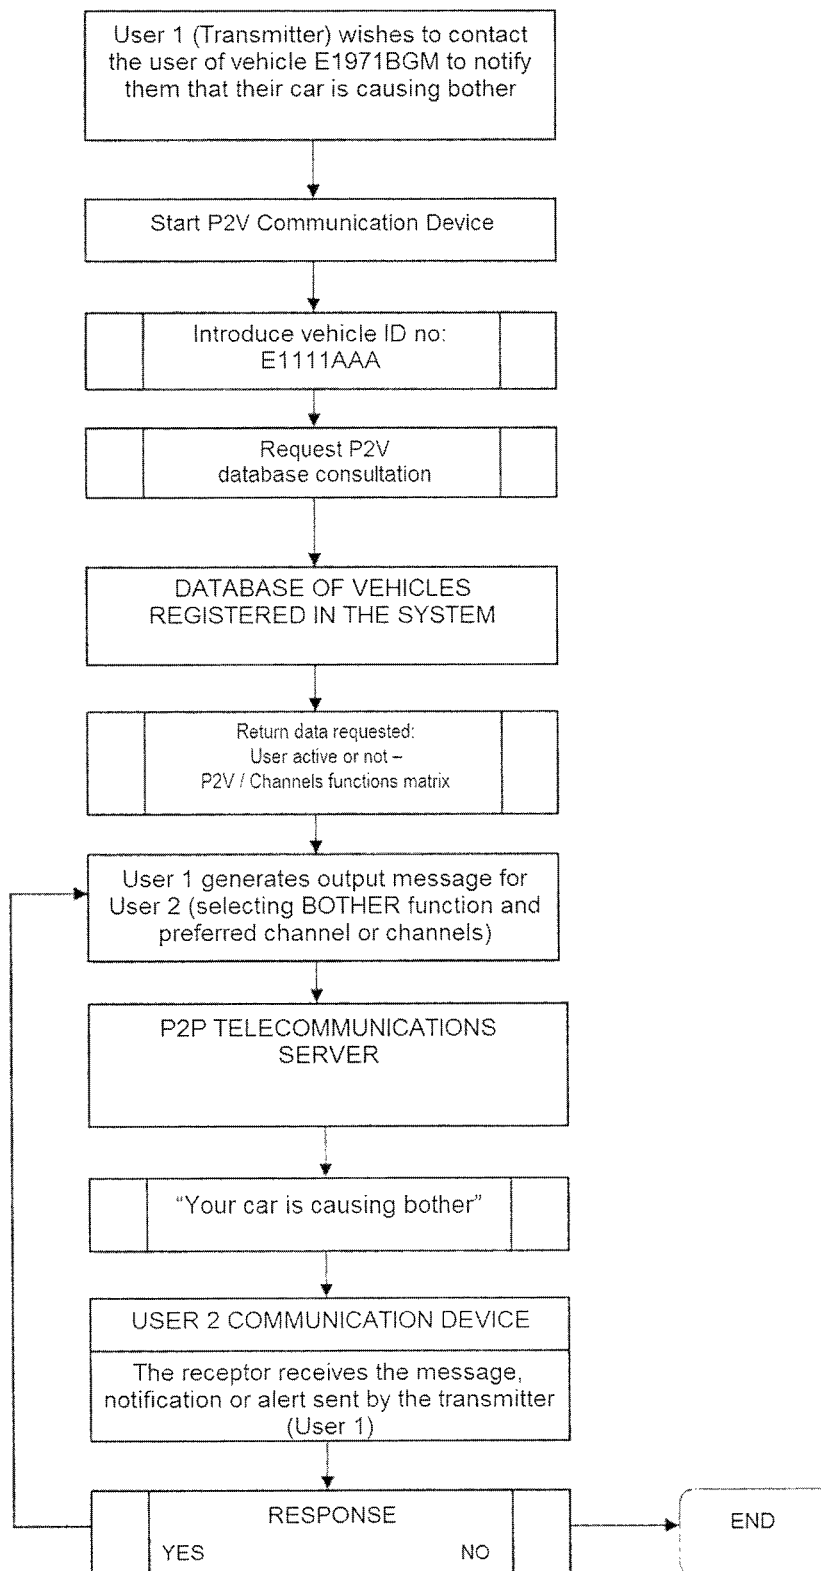 User 1 (Transmitter) wishes to contact
the user of vehicle E1971BGM to notify
them that their car is causing bother
Start P2V Communication Device
Introduce vehicle ID no:
E1111AAA
Request P2V
database consultation
DATABASE OF VEHICLES
REGISTERED IN THE SYSTEM
Return data requested:
User active or not –
P2V / Channels functions matrix
User 1 generates output message for
User 2 (selecting BOTHER function and
preferred channel or channels)
P2P TELECOMMUNICATIONS
SERVER
“Your car is causing bother”
USER 2 COMMUNICATION DEVICE
The receptor receives the message,
notification or alert sent by the transmitter
(User 1)
RESPONSE
YES NO
END